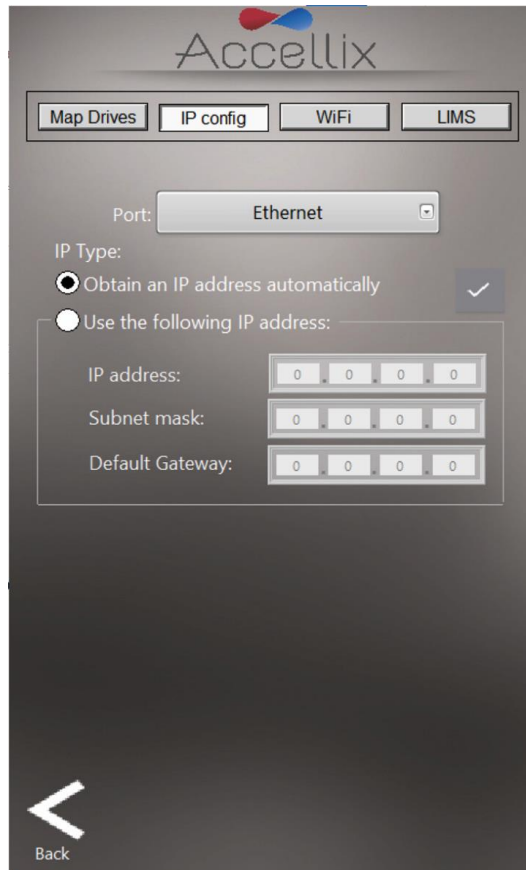 Accellix
Map Drives IP config WiFi LIMS
Port: Ethernet
IP Type:
Obtain an IP address automatically
Use the following IP address:
IP address: 0 . 0 . 0 . 0
Subnet mask: 0 . 0 . 0 . 0
Default Gateway: 0 . 0 . 0 . 0
Back